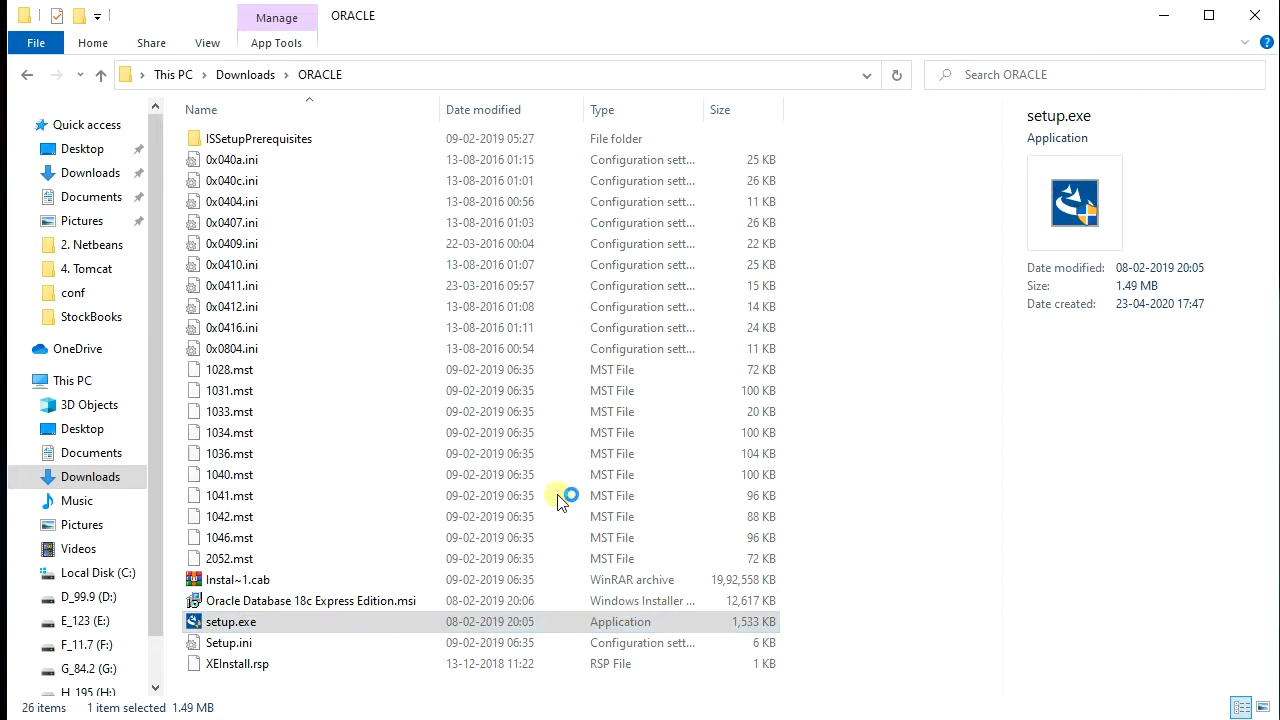 Manage
ORACLE
File
Home
Share
View
App Tools
This PC
Downloads
ORACLE
Search ORACLE
Name
Date modified
Type
Size
Quick access
Desktop
Downloads
Documents
Pictures
2. Netbeans
4. Tomcat
conf
StockBooks
OneDrive
This PC
3D Objects
Desktop
Documents
Downloads
Music
Pictures
Videos
Local Disk (C:)
D_99.9 (D:)
E_123 (E:)
F_11.7 (F:)
G_84.2 (G:)
H_195 (H:)
ISSetupPrerequisites 09-02-2019 05:27 File folder
0x040a.ini 13-08-2016 01:15 Configuration sett... 25 KB
0x040c.ini 13-08-2016 01:01 Configuration sett... 26 KB
0x0404.ini 13-08-2016 00:56 Configuration sett... 11 KB
0x0407.ini 13-08-2016 01:03 Configuration sett... 26 KB
0x0409.ini 22-03-2016 00:04 Configuration sett... 22 KB
0x0410.ini 13-08-2016 01:07 Configuration sett... 25 KB
0x0411.ini 23-03-2016 05:57 Configuration sett... 15 KB
0x0412.ini 13-08-2016 01:08 Configuration sett... 14 KB
0x0416.ini 13-08-2016 01:11 Configuration sett... 24 KB
0x0804.ini 13-08-2016 00:54 Configuration sett... 11 KB
1028.mst 09-02-2019 06:35 MST File 72 KB
1031.mst 09-02-2019 06:35 MST File 100 KB
1033.mst 09-02-2019 06:35 MST File 20 KB
1034.mst 09-02-2019 06:35 MST File 100 KB
1036.mst 09-02-2019 06:35 MST File 104 KB
1040.mst 09-02-2019 06:35 MST File 100 KB
1041.mst 09-02-2019 06:35 MST File 96 KB
1042.mst 09-02-2019 06:35 MST File 88 KB
1046.mst 09-02-2019 06:35 MST File 96 KB
2052.mst 09-02-2019 06:35 MST File 72 KB
Instal~1.cab 09-02-2019 06:35 WinRAR archive 19,92,558 KB
Oracle Database 18c Express Edition.msi 08-02-2019 20:06 Windows Installer ... 12,617 KB
setup.exe 08-02-2019 20:05 Application 1,533 KB
Setup.ini 09-02-2019 06:35 Configuration sett... 6 KB
XEInstall.rsp 13-12-2018 11:22 RSP File 1 KB
setup.exe
Application
Date modified: 08-02-2019 20:05
Size: 1.49 MB
Date created: 23-04-2020 17:47
26 items 1 item selected 1.49 MB